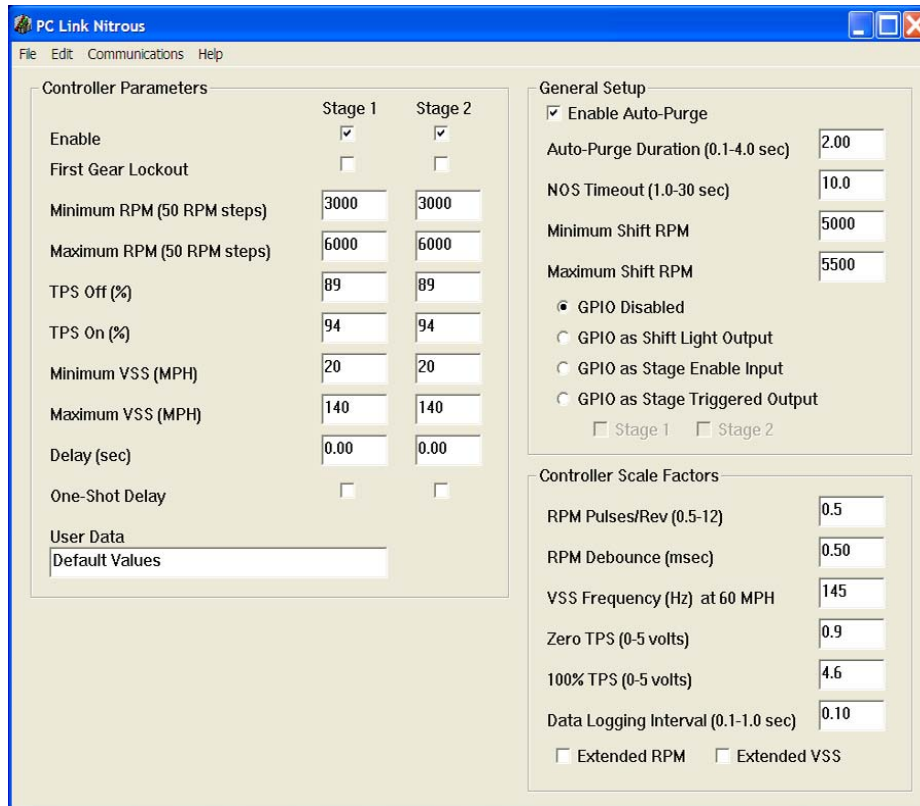 PC Link Nitrous
File Edit Communications Help
Controller Parameters
Stage 1 Stage 2
Enable
First Gear Lockout
Minimum RPM (50 RPM steps) 3000 3000
Maximum RPM (50 RPM steps) 6000 6000
TPS Off (%) 89 89
TPS On (%) 94 94
Minimum VSS (MPH) 20 20
Maximum VSS (MPH) 140 140
Delay (sec) 0.00 0.00
One-Shot Delay
User Data
Default Values
General Setup
Enable Auto-Purge
Auto-Purge Duration (0.1-4.0 sec) 2.00
NOS Timeout (1.0-30 sec) 10.0
Minimum Shift RPM 5000
Maximum Shift RPM 5500
GPIO Disabled
GPIO as Shift Light Output
GPIO as Stage Enable Input
GPIO as Stage Triggered Output
Stage 1 Stage 2
Controller Scale Factors
RPM Pulses/Rev (0.5-12) 0.5
RPM Debounce (msec) 0.50
VSS Frequency (Hz) at 60 MPH 145
Zero TPS (0-5 volts) 0.9
100% TPS (0-5 volts) 4.6
Data Logging Interval (0.1-1.0 sec) 0.10
Extended RPM Extended VSS